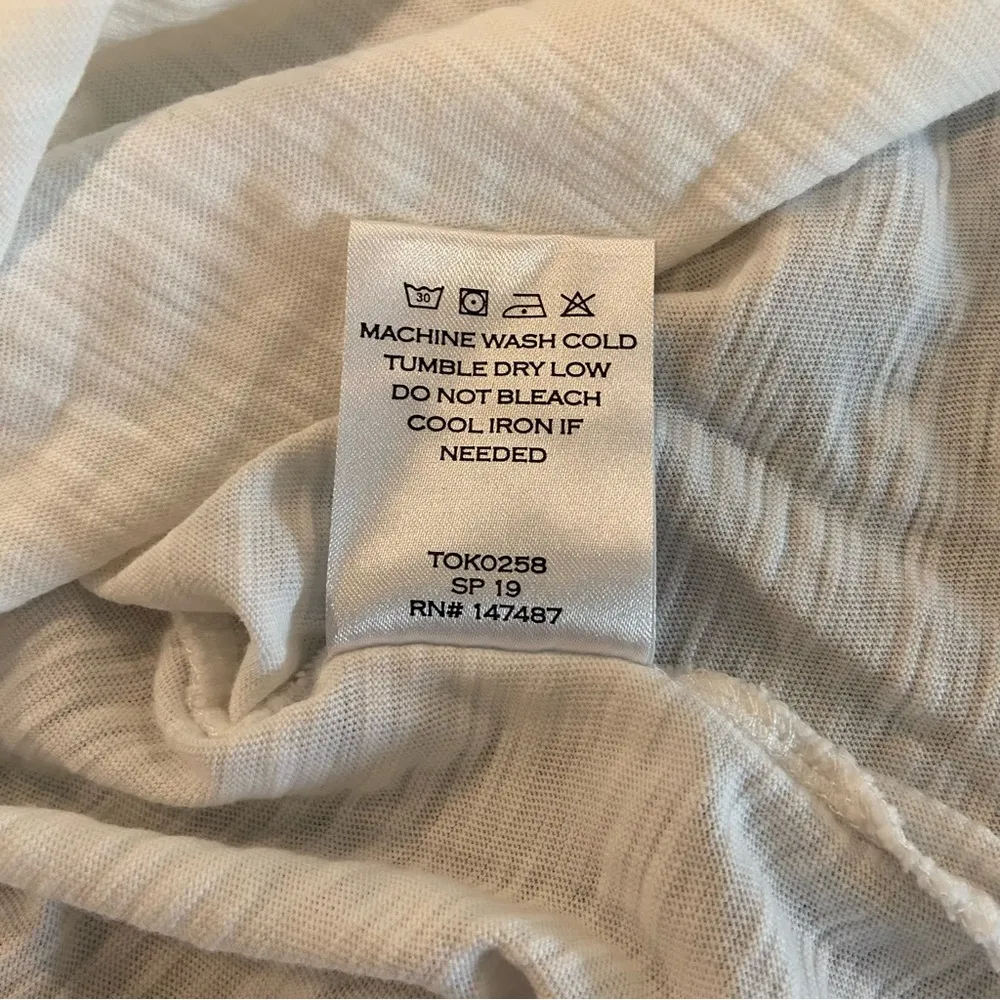 30
MACHINE WASH COLD
TUMBLE DRY LOW
DO NOT BLEACH
COOL IRON IF
NEEDED
TOK0258
SP 19
RN# 147487